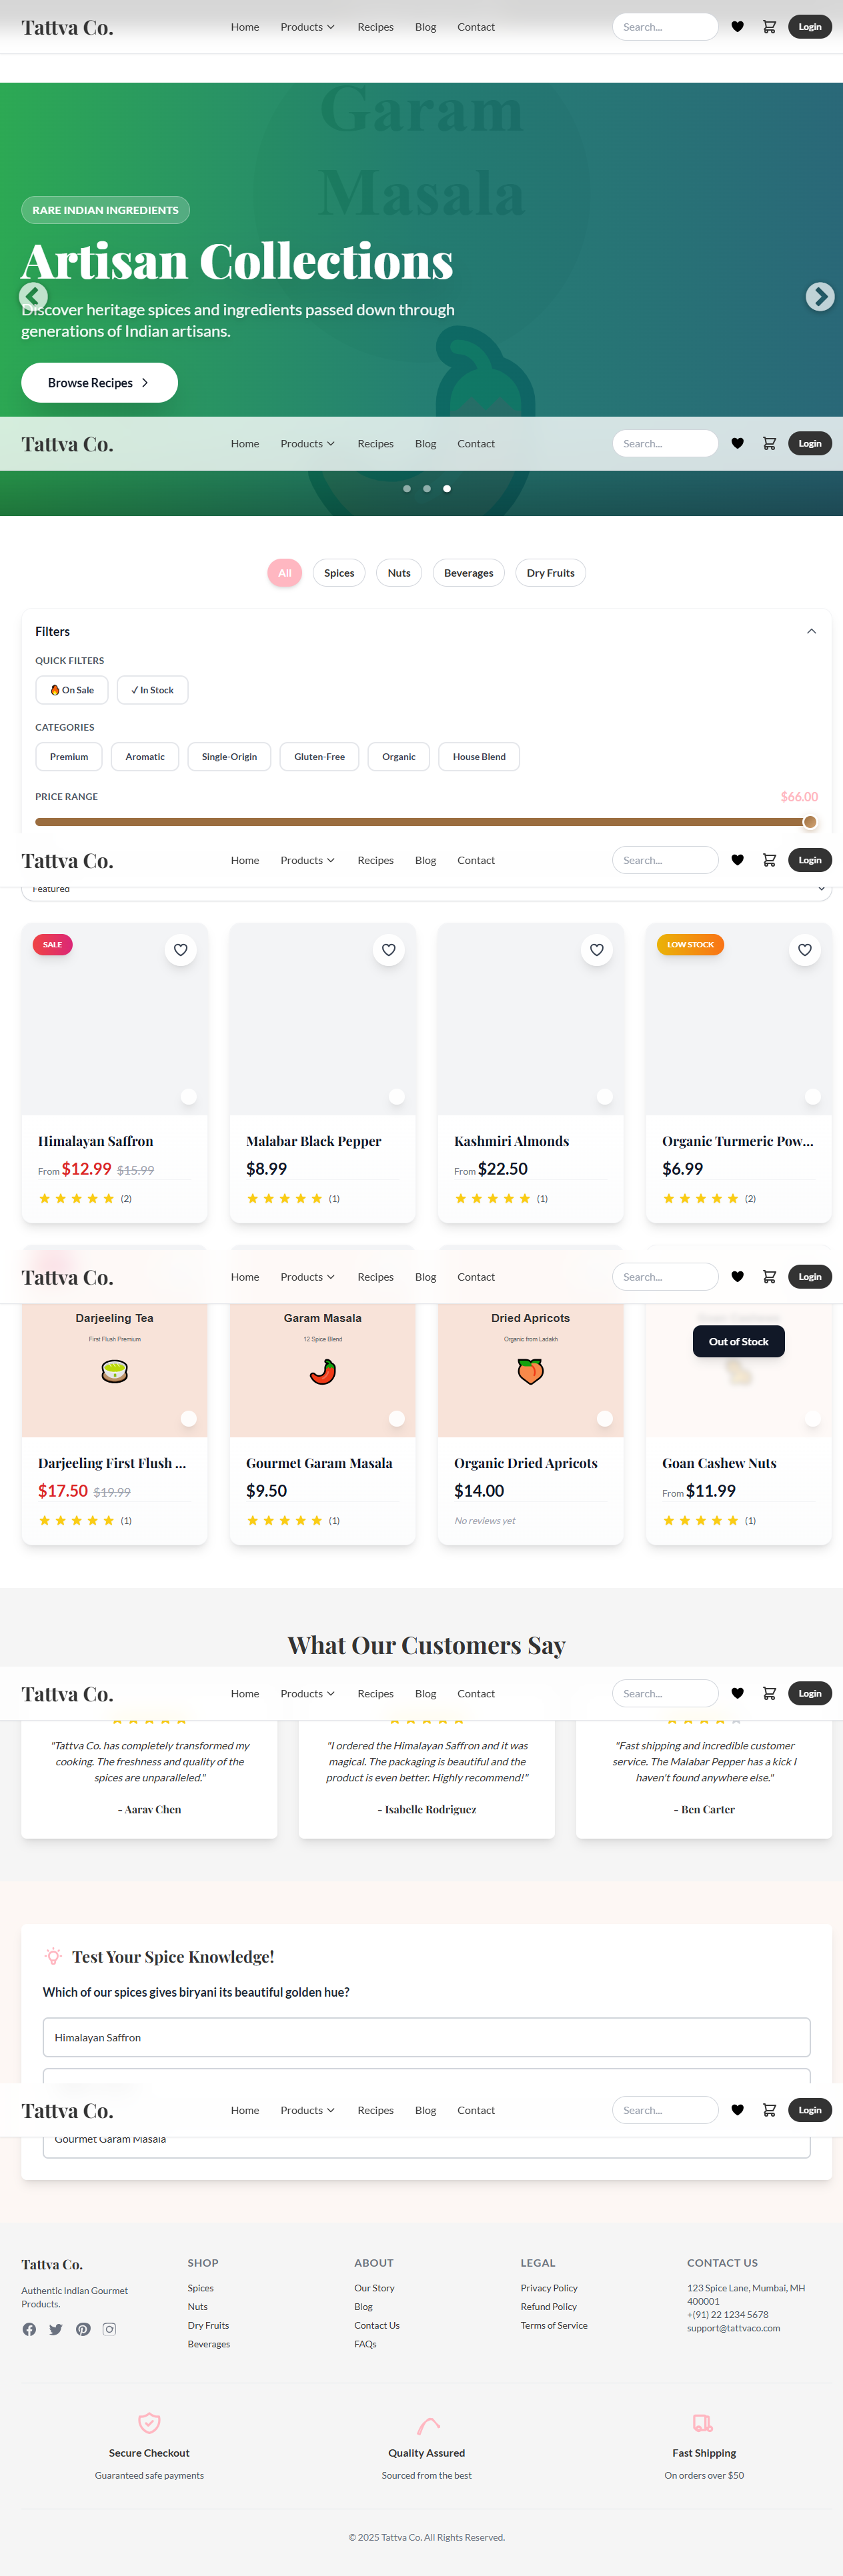 Tattva Co.
Home Products Recipes Blog Contact
Search...
Login
Garam
Masala
RARE INDIAN INGREDIENTS
Artisan Collections
Discover heritage spices and ingredients passed down through
generations of Indian artisans.
Browse Recipes
Tattva Co.
Home Products Recipes Blog Contact
Search...
Login
All Spices Nuts Beverages Dry Fruits
Filters
QUICK FILTERS
🔥 On Sale ✓ In Stock
CATEGORIES
Premium Aromatic Single-Origin Gluten-Free Organic House Blend
PRICE RANGE $66.00
Tattva Co.
Home Products Recipes Blog Contact
Search...
Login
Featured
SALE
LOW STOCK
Himalayan Saffron
From $12.99 $15.99
(2)
Malabar Black Pepper
$8.99
(1)
Kashmiri Almonds
From $22.50
(1)
Organic Turmeric Pow...
$6.99
(2)
Tattva Co.
Home Products Recipes Blog Contact
Search...
Login
Darjeeling Tea
First Flush Premium
Garam Masala
12 Spice Blend
Dried Apricots
Organic from Ladakh
Out of Stock
Darjeeling First Flush ...
$17.50 $19.99
(1)
Gourmet Garam Masala
$9.50
(1)
Organic Dried Apricots
$14.00
No reviews yet
Goan Cashew Nuts
From $11.99
(1)
What Our Customers Say
Tattva Co.
Home Products Recipes Blog Contact
Search...
Login
"Tattva Co. has completely transformed my
cooking. The freshness and quality of the
spices are unparalleled."
- Aarav Chen
"I ordered the Himalayan Saffron and it was
magical. The packaging is beautiful and the
product is even better. Highly recommend!"
- Isabelle Rodriguez
"Fast shipping and incredible customer
service. The Malabar Pepper has a kick I
haven't found anywhere else."
- Ben Carter
Test Your Spice Knowledge!
Which of our spices gives biryani its beautiful golden hue?
Himalayan Saffron
Tattva Co.
Home Products Recipes Blog Contact
Search...
Login
Gourmet Garam Masala
Tattva Co.
Authentic Indian Gourmet
Products.
SHOP
Spices
Nuts
Dry Fruits
Beverages
ABOUT
Our Story
Blog
Contact Us
FAQs
LEGAL
Privacy Policy
Refund Policy
Terms of Service
CONTACT US
123 Spice Lane, Mumbai, MH
400001
+(91) 22 1234 5678
support@tattvaco.com
Secure Checkout
Guaranteed safe payments
Quality Assured
Sourced from the best
Fast Shipping
On orders over $50
© 2025 Tattva Co. All Rights Reserved.